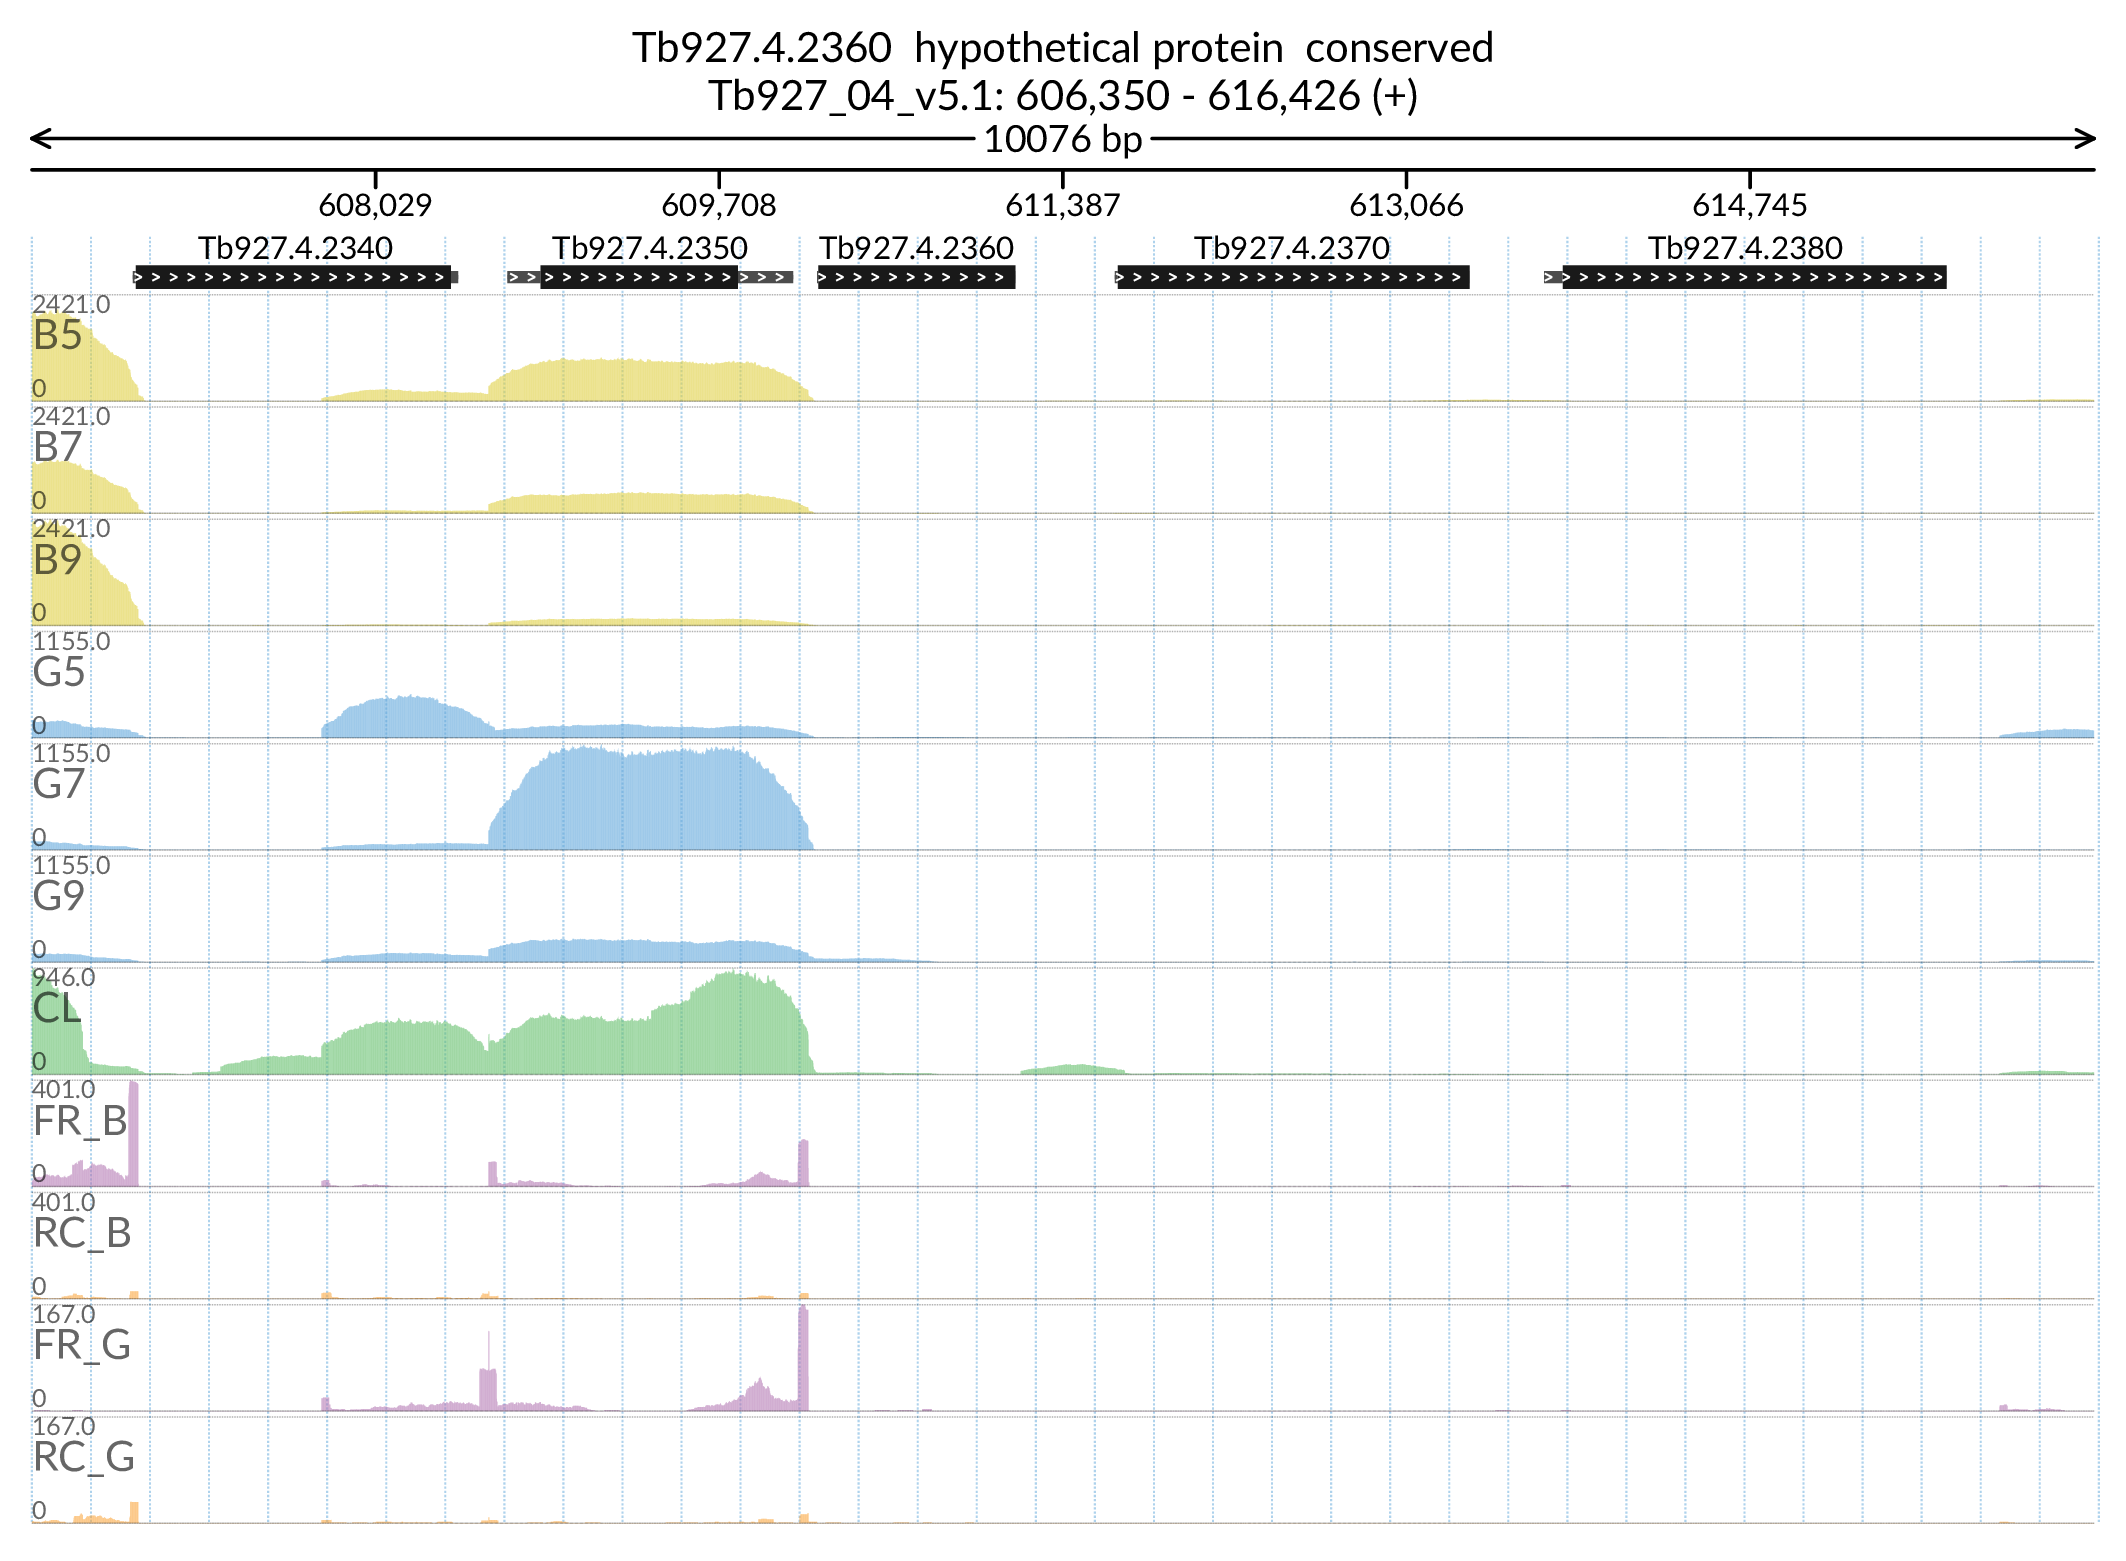 Tb927.4.2360  hypothetical protein  conserved
Tb927_04_v5.1: 606,350 - 616,426 (+)
10076 bp
608,029 609,708 611,387 613,066 614,745
Tb927.4.2340 Tb927.4.2350 Tb927.4.2360 Tb927.4.2370 Tb927.4.2380
2421.0
B5
0
2421.0
B7
0
2421.0
B9
0
1155.0
G5
0
1155.0
G7
0
1155.0
G9
0
946.0
CL
0
401.0
FR_B
0
401.0
RC_B
0
167.0
FR_G
0
167.0
RC_G
0